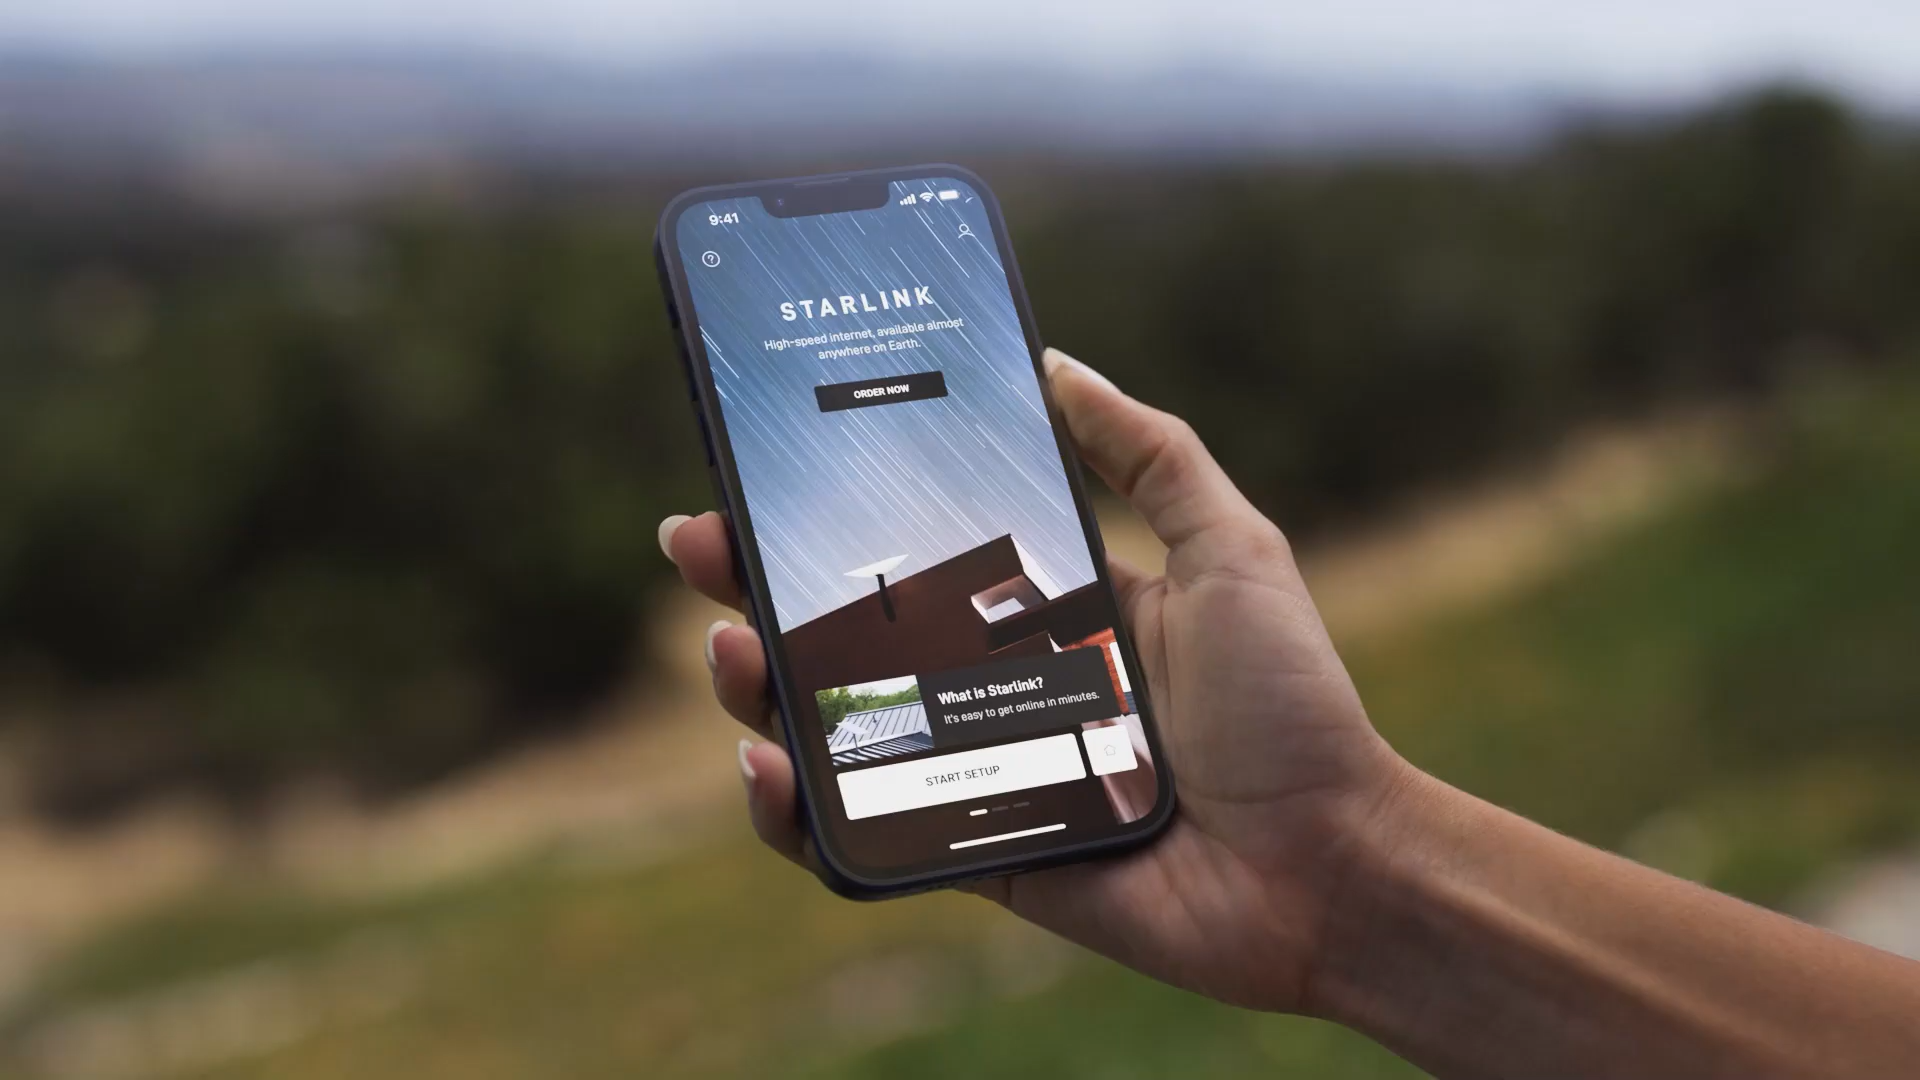 9:41
STARLINK
High-speed internet, available almost
anywhere on Earth.
ORDER NOW
What is Starlink?
It's easy to get online in minutes.
START SETUP